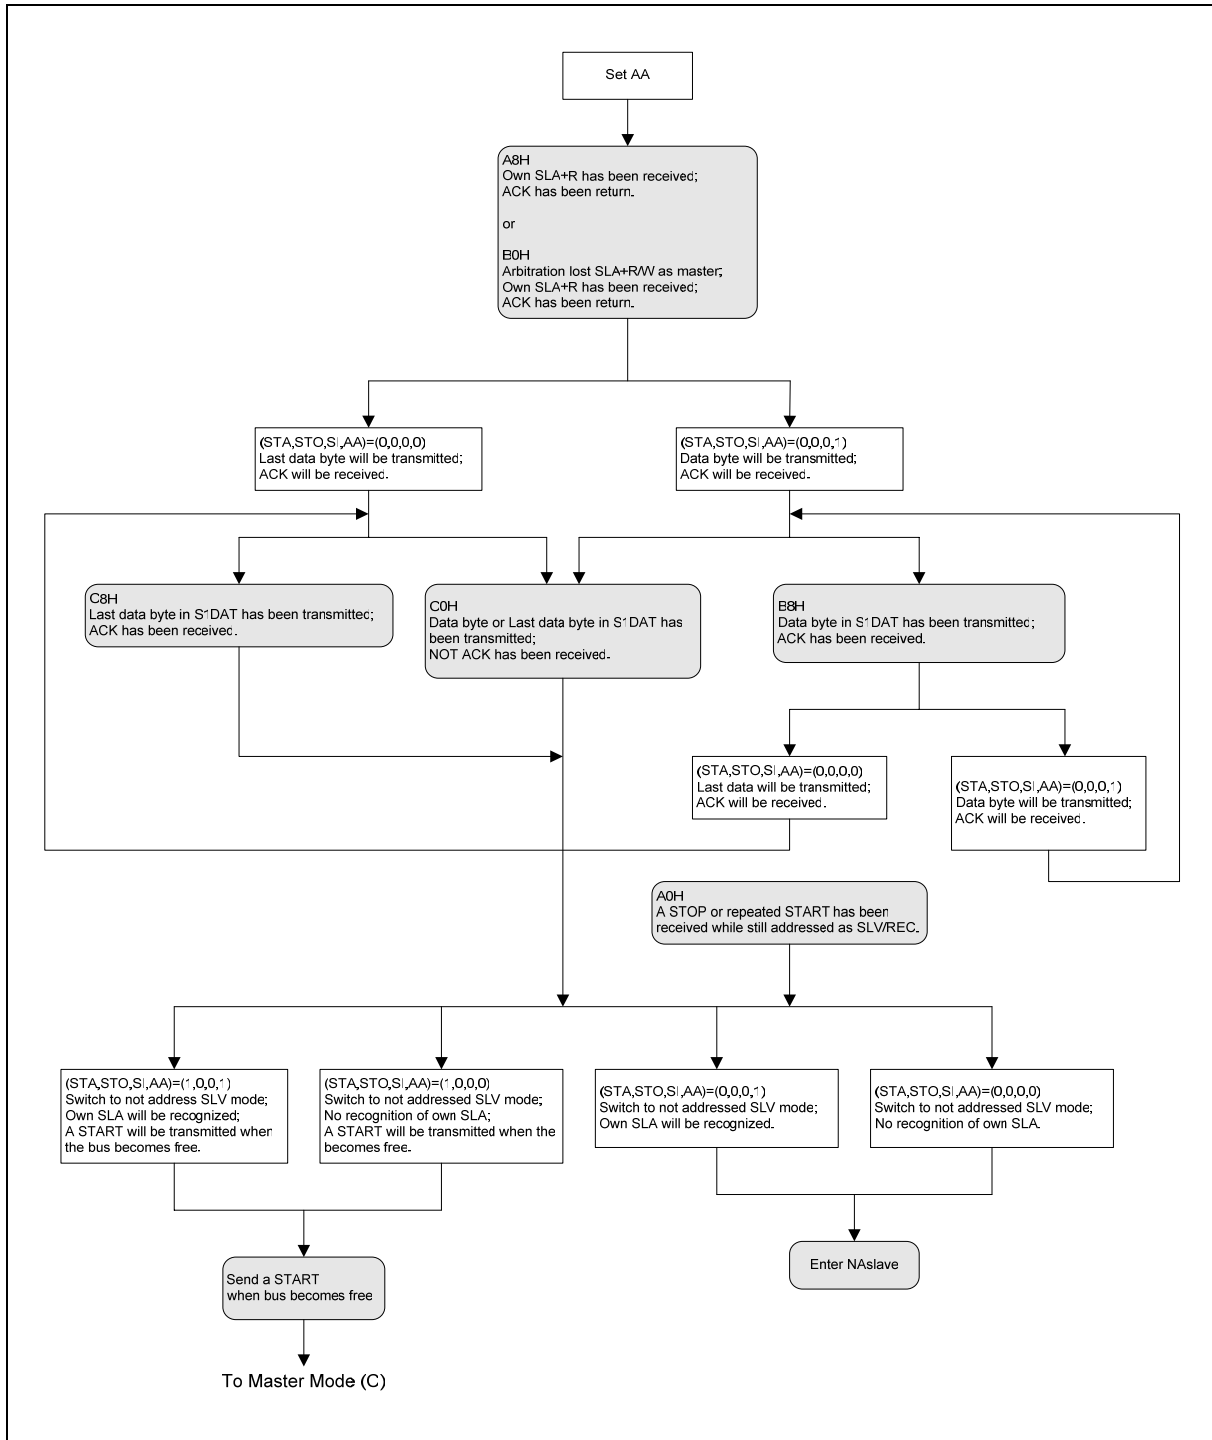 Set AA
A8H
Own SLA+R has been received;
ACK has been return.
or
B0H
Arbitration lost SLA+R/W as master;
Own SLA+R has been received;
ACK has been return.
(STA,STO,SI,AA)=(0,0,0,0)
Last data byte will be transmitted;
ACK will be received.
(STA,STO,SI,AA)=(0,0,0,1)
Data byte will be transmitted;
ACK will be received.
C8H
Last data byte in S1DAT has been transmitted;
ACK has been received.
C0H
Data byte or Last data byte in S1DAT has
been transmitted;
NOT ACK has been received.
B8H
Data byte in S1DAT has been transmitted;
ACK has been received.
(STA,STO,SI,AA)=(0,0,0,0)
Last data will be transmitted;
ACK will be received.
(STA,STO,SI,AA)=(0,0,0,1)
Data byte will be transmitted;
ACK will be received.
A0H
A STOP or repeated START has been
received while still addressed as SLV/REC.
(STA,STO,SI,AA)=(1,0,0,1)
Switch to not address SLV mode;
Own SLA will be recognized;
A START will be transmitted when
the bus becomes free.
(STA,STO,SI,AA)=(1,0,0,0)
Switch to not addressed SLV mode;
No recognition of own SLA;
A START will be transmitted when the
becomes free.
(STA,STO,SI,AA)=(0,0,0,1)
Switch to not addressed SLV mode;
Own SLA will be recognized.
(STA,STO,SI,AA)=(0,0,0,0)
Switch to not addressed SLV mode;
No recognition of own SLA.
Send a START
when bus becomes free
Enter NAslave
To Master Mode (C)